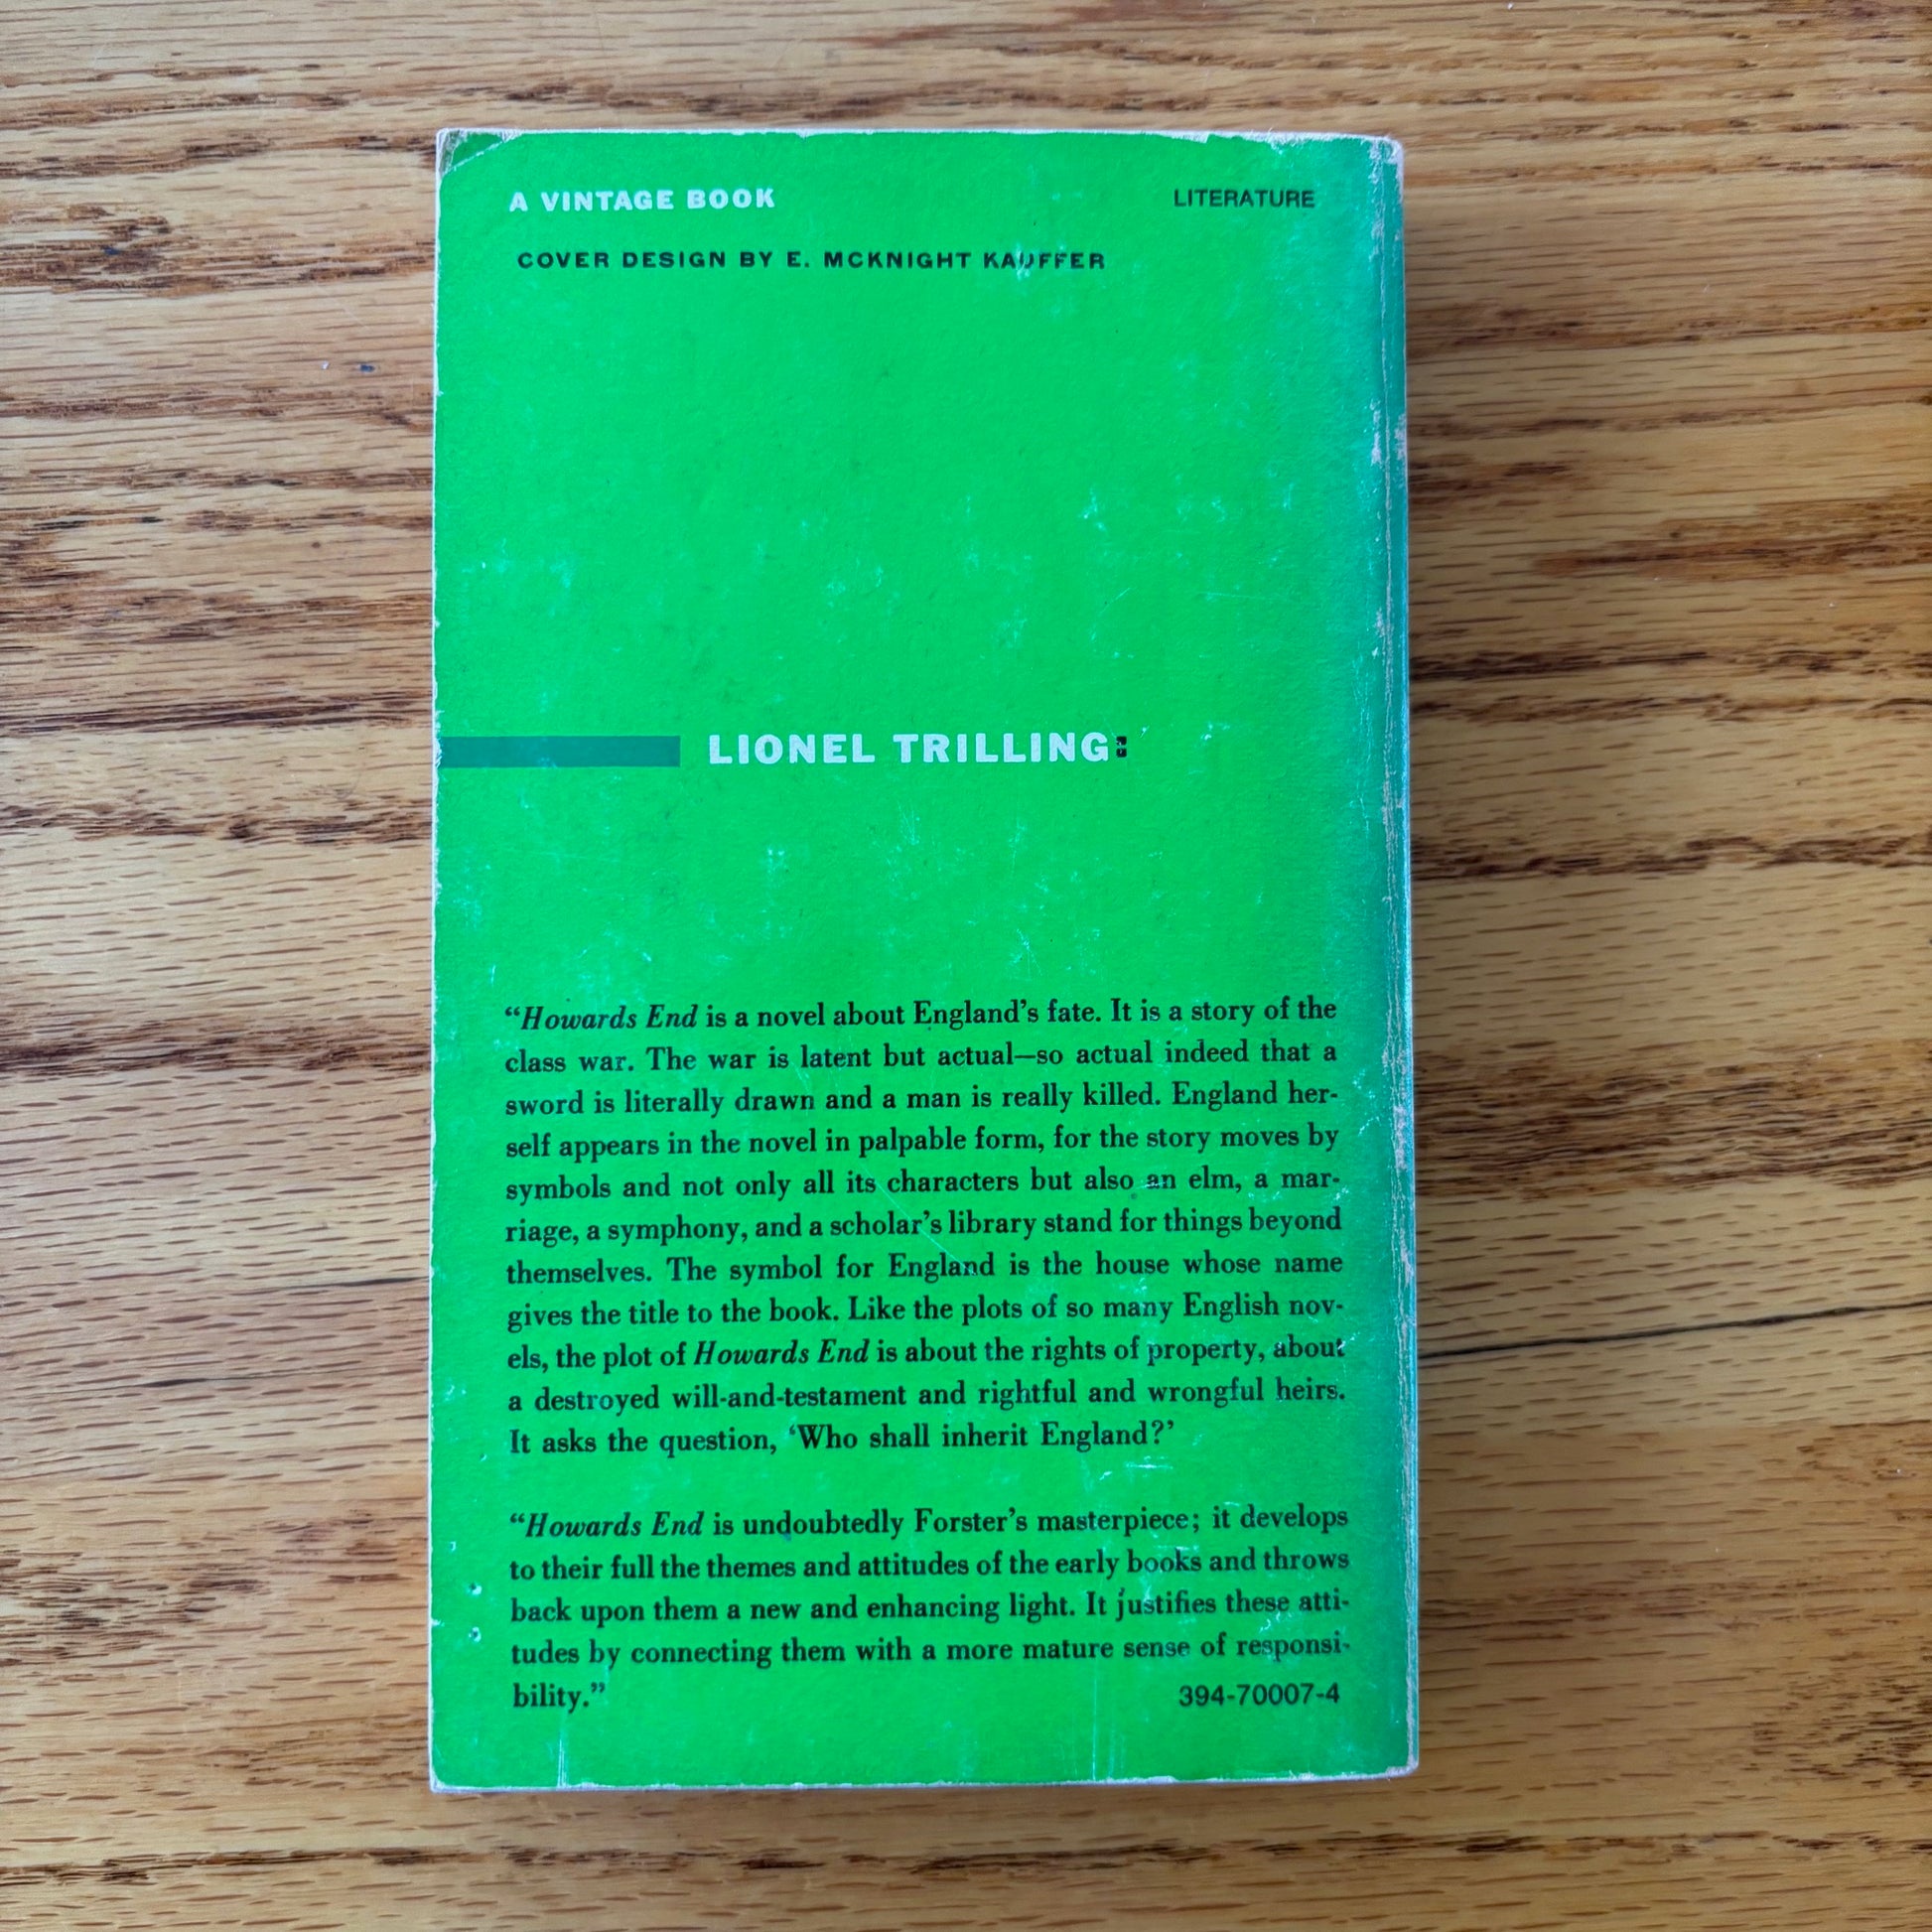 A VINTAGE BOOK
LITERATURE
COVER DESIGN BY E. MCKNIGHT KAUFFER
LIONEL TRILLING:
“Howards End is a novel about England’s fate. It is a story of the
class war. The war is latent but actual—so actual indeed that a
sword is literally drawn and a man is really killed. England her-
self appears in the novel in palpable form, for the story moves by
symbols and not only all its characters but also an elm, a mar-
riage, a symphony, and a scholar’s library stand for things beyond
themselves. The symbol for England is the house whose name
gives the title to the book. Like the plots of so many English nov-
els, the plot of Howards End is about the rights of property, about
a destroyed will-and-testament and rightful and wrongful heirs.
It asks the question, ‘Who shall inherit England?’
“Howards End is undoubtedly Forster’s masterpiece; it develops
to their full the themes and attitudes of the early books and throws
back upon them a new and enhancing light. It justifies these atti-
tudes by connecting them with a more mature sense of responsi-
bility.”
394-70007-4